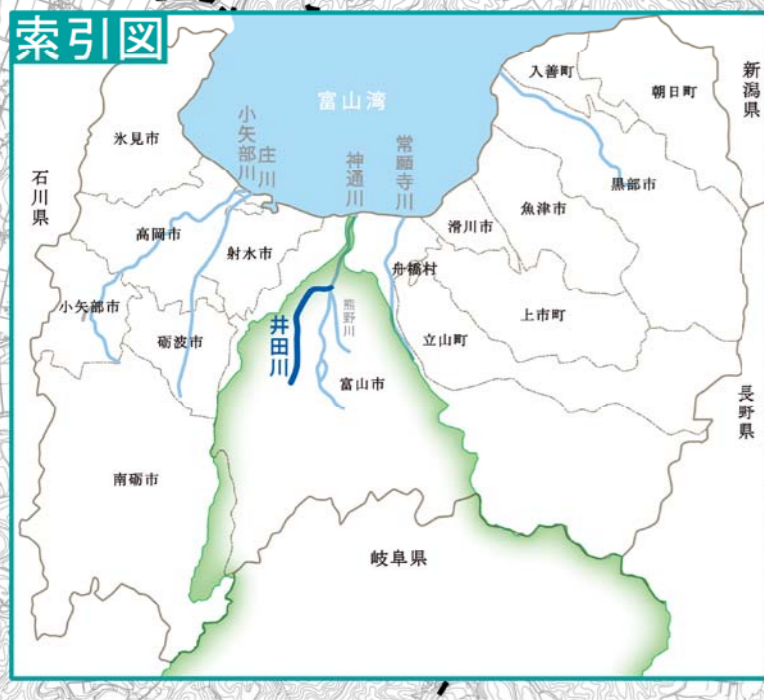 索引図
富山湾
入善町
朝日町
新潟県
氷見市
小矢部川
庄川
神通川
常願寺川
石川県
黒部市
魚津市
高岡市
射水市
滑川市
舟橋村
小矢部市
砺波市
井田川
熊野川
立山町
上市町
富山市
長野県
南砺市
岐阜県